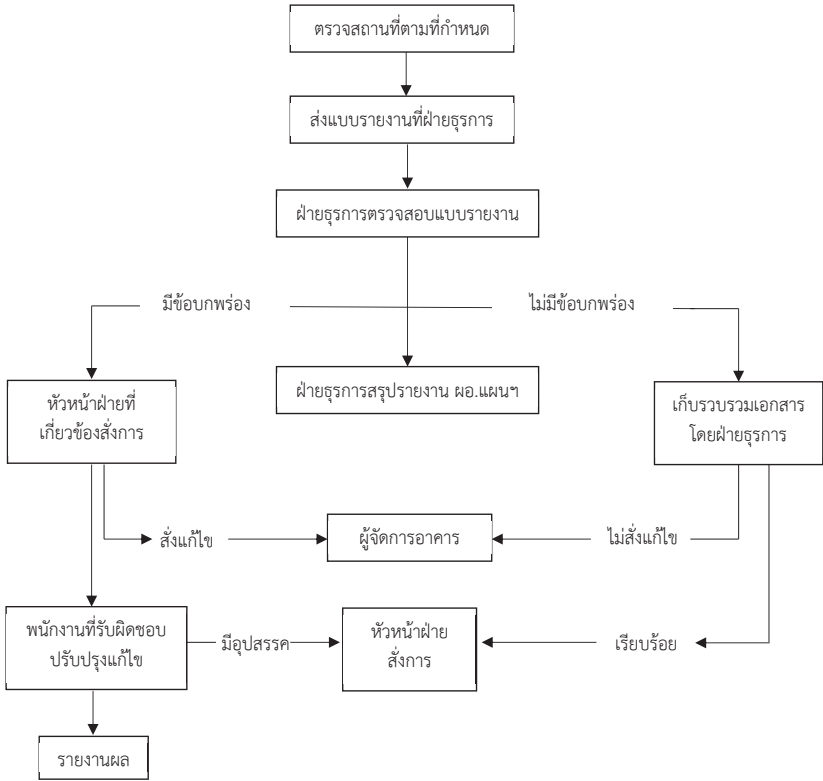 ตรวจสถานที่ตามที่กำหนด
ส่งแบบรายงานที่ฝ่ายธุรการ
ฝ่ายธุรการตรวจสอบแบบรายงาน
มีข้อบกพร่อง
ไม่มีข้อบกพร่อง
หัวหน้าฝ่ายที่
เกี่ยวข้องสั่งการ
ฝ่ายธุรการสรุปรายงาน ผอ.แผนฯ
เก็บรวบรวมเอกสาร
โดยฝ่ายธุรการ
สั่งแก้ไข
ผู้จัดการอาคาร
ไม่สั่งแก้ไข
พนักงานที่รับผิดชอบ
ปรับปรุงแก้ไข
มีอุปสรรค
หัวหน้าฝ่าย
สั่งการ
เรียบร้อย
รายงานผล